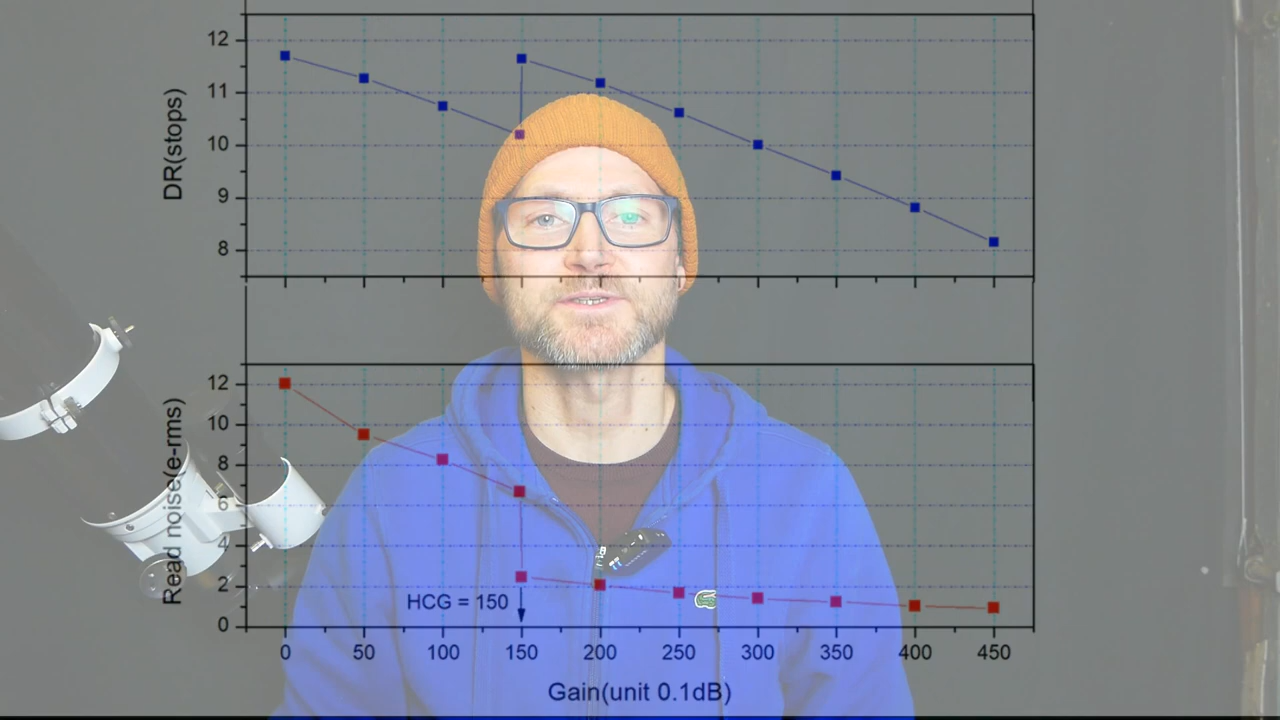 12
11
10
9
8
DR(stops)
12
10
8
6
4
2
0
Read noise(e-rms)
HCG = 150
0 50 100 150 200 250 300 350 400 450
Gain(unit 0.1dB)